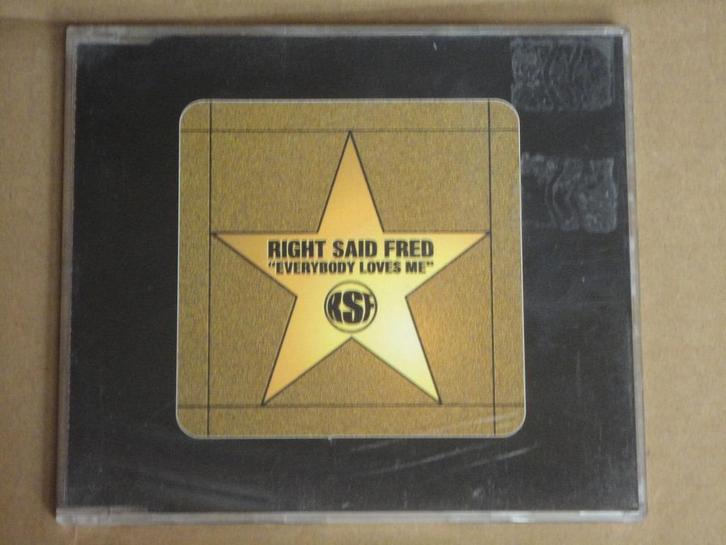 RIGHT SAID FRED
"EVERYBODY LOVES ME"
RSF